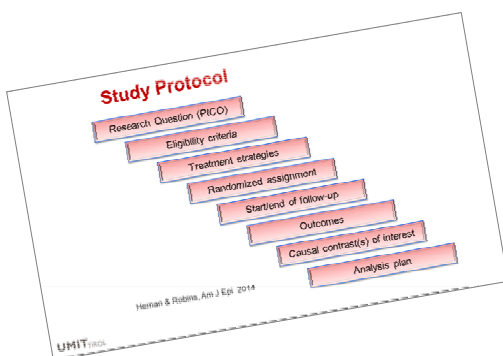 Study Protocol
Research Question (PICO)
Eligibility criteria
Treatment strategies
Randomized assignment
Start/end of follow-up
Outcomes
Causal contrast(s) of interest
Analysis plan
Hernan & Robins, Am J Epi. 2014
UMIT TIROL